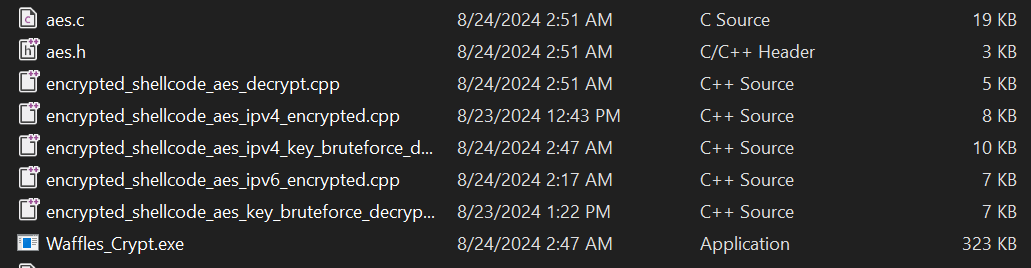 aes.c 8/24/2024 2:51 AM C Source 19 KB
aes.h 8/24/2024 2:51 AM C/C++ Header 3 KB
encrypted_shellcode_aes_decrypt.cpp 8/24/2024 2:51 AM C++ Source 5 KB
encrypted_shellcode_aes_ipv4_encrypted.cpp 8/23/2024 12:43 PM C++ Source 8 KB
encrypted_shellcode_aes_ipv4_key_bruteforce_d... 8/24/2024 2:47 AM C++ Source 10 KB
encrypted_shellcode_aes_ipv6_encrypted.cpp 8/24/2024 2:17 AM C++ Source 7 KB
encrypted_shellcode_aes_key_bruteforce_decryp... 8/23/2024 1:22 PM C++ Source 7 KB
Waffles_Crypt.exe 8/24/2024 2:47 AM Application 323 KB